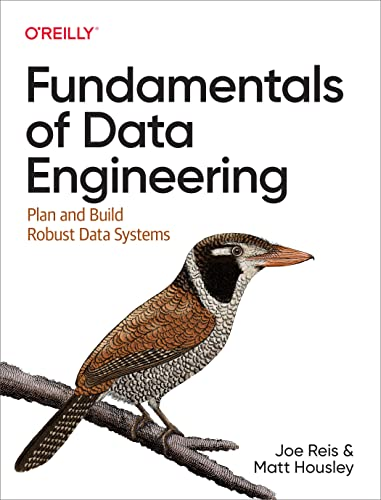 O'REILLY
Fundamentals
of Data
Engineering
Plan and Build
Robust Data Systems
Joe Reis &
Matt Housley